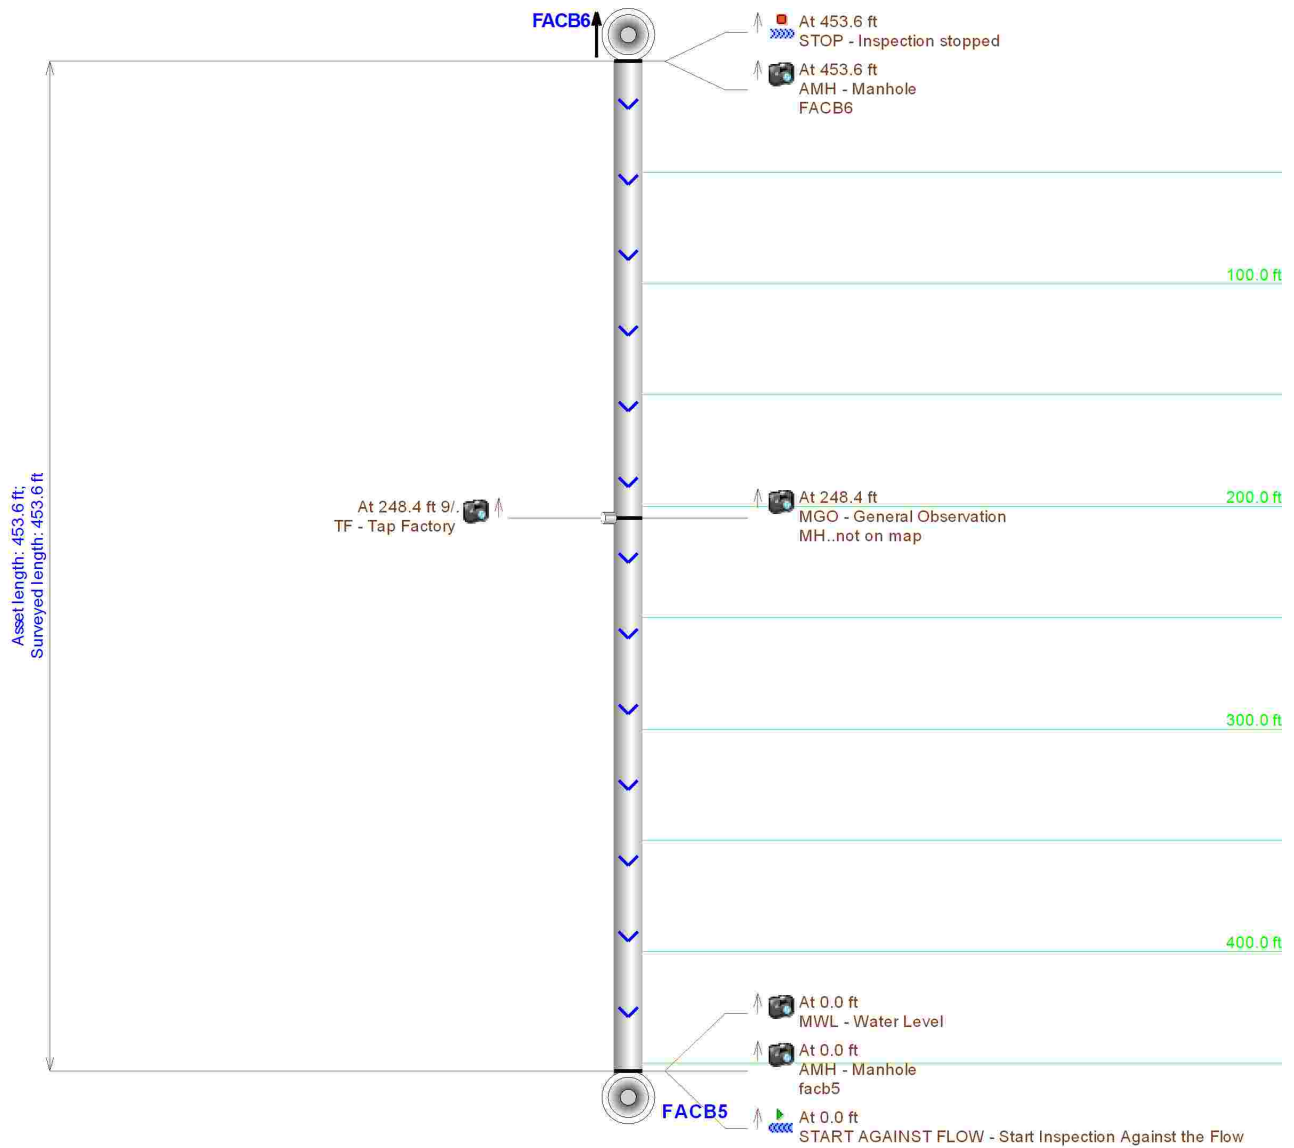 FACB6
At 453.6 ft
STOP - Inspection stopped
At 453.6 ft
AMH - Manhole
FACB6
100.0 ft
Asset length: 453.6 ft;
Surveyed length: 453.6 ft
At 248.4 ft 9/.
TF - Tap Factory
At 248.4 ft
MGO - General Observation
MH..not on map
200.0 ft
300.0 ft
400.0 ft
At 0.0 ft
MWL - Water Level
At 0.0 ft
AMH - Manhole
facb5
FACB5
At 0.0 ft
START AGAINST FLOW - Start Inspection Against the Flow